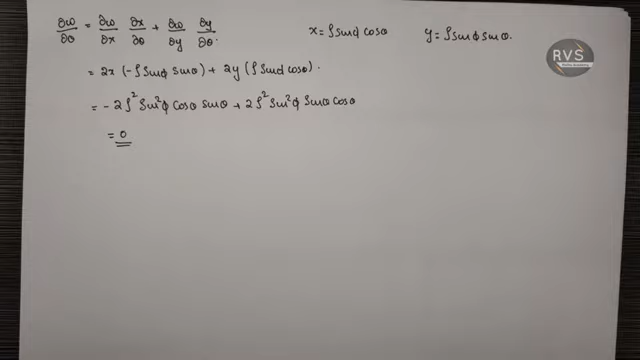 ∂ω/∂θ = ∂ω/∂x ∂x/∂θ + ∂ω/∂y ∂y/∂θ. x = ρ sinϕ cosθ y = ρ sinϕ sinθ.
= 2x (-ρ sinϕ sinθ) + 2y (ρ sinϕ cosθ).
= - 2ρ² sin²ϕ cosθ sinθ + 2ρ² sin²ϕ sinθ cosθ
= 0
RVS